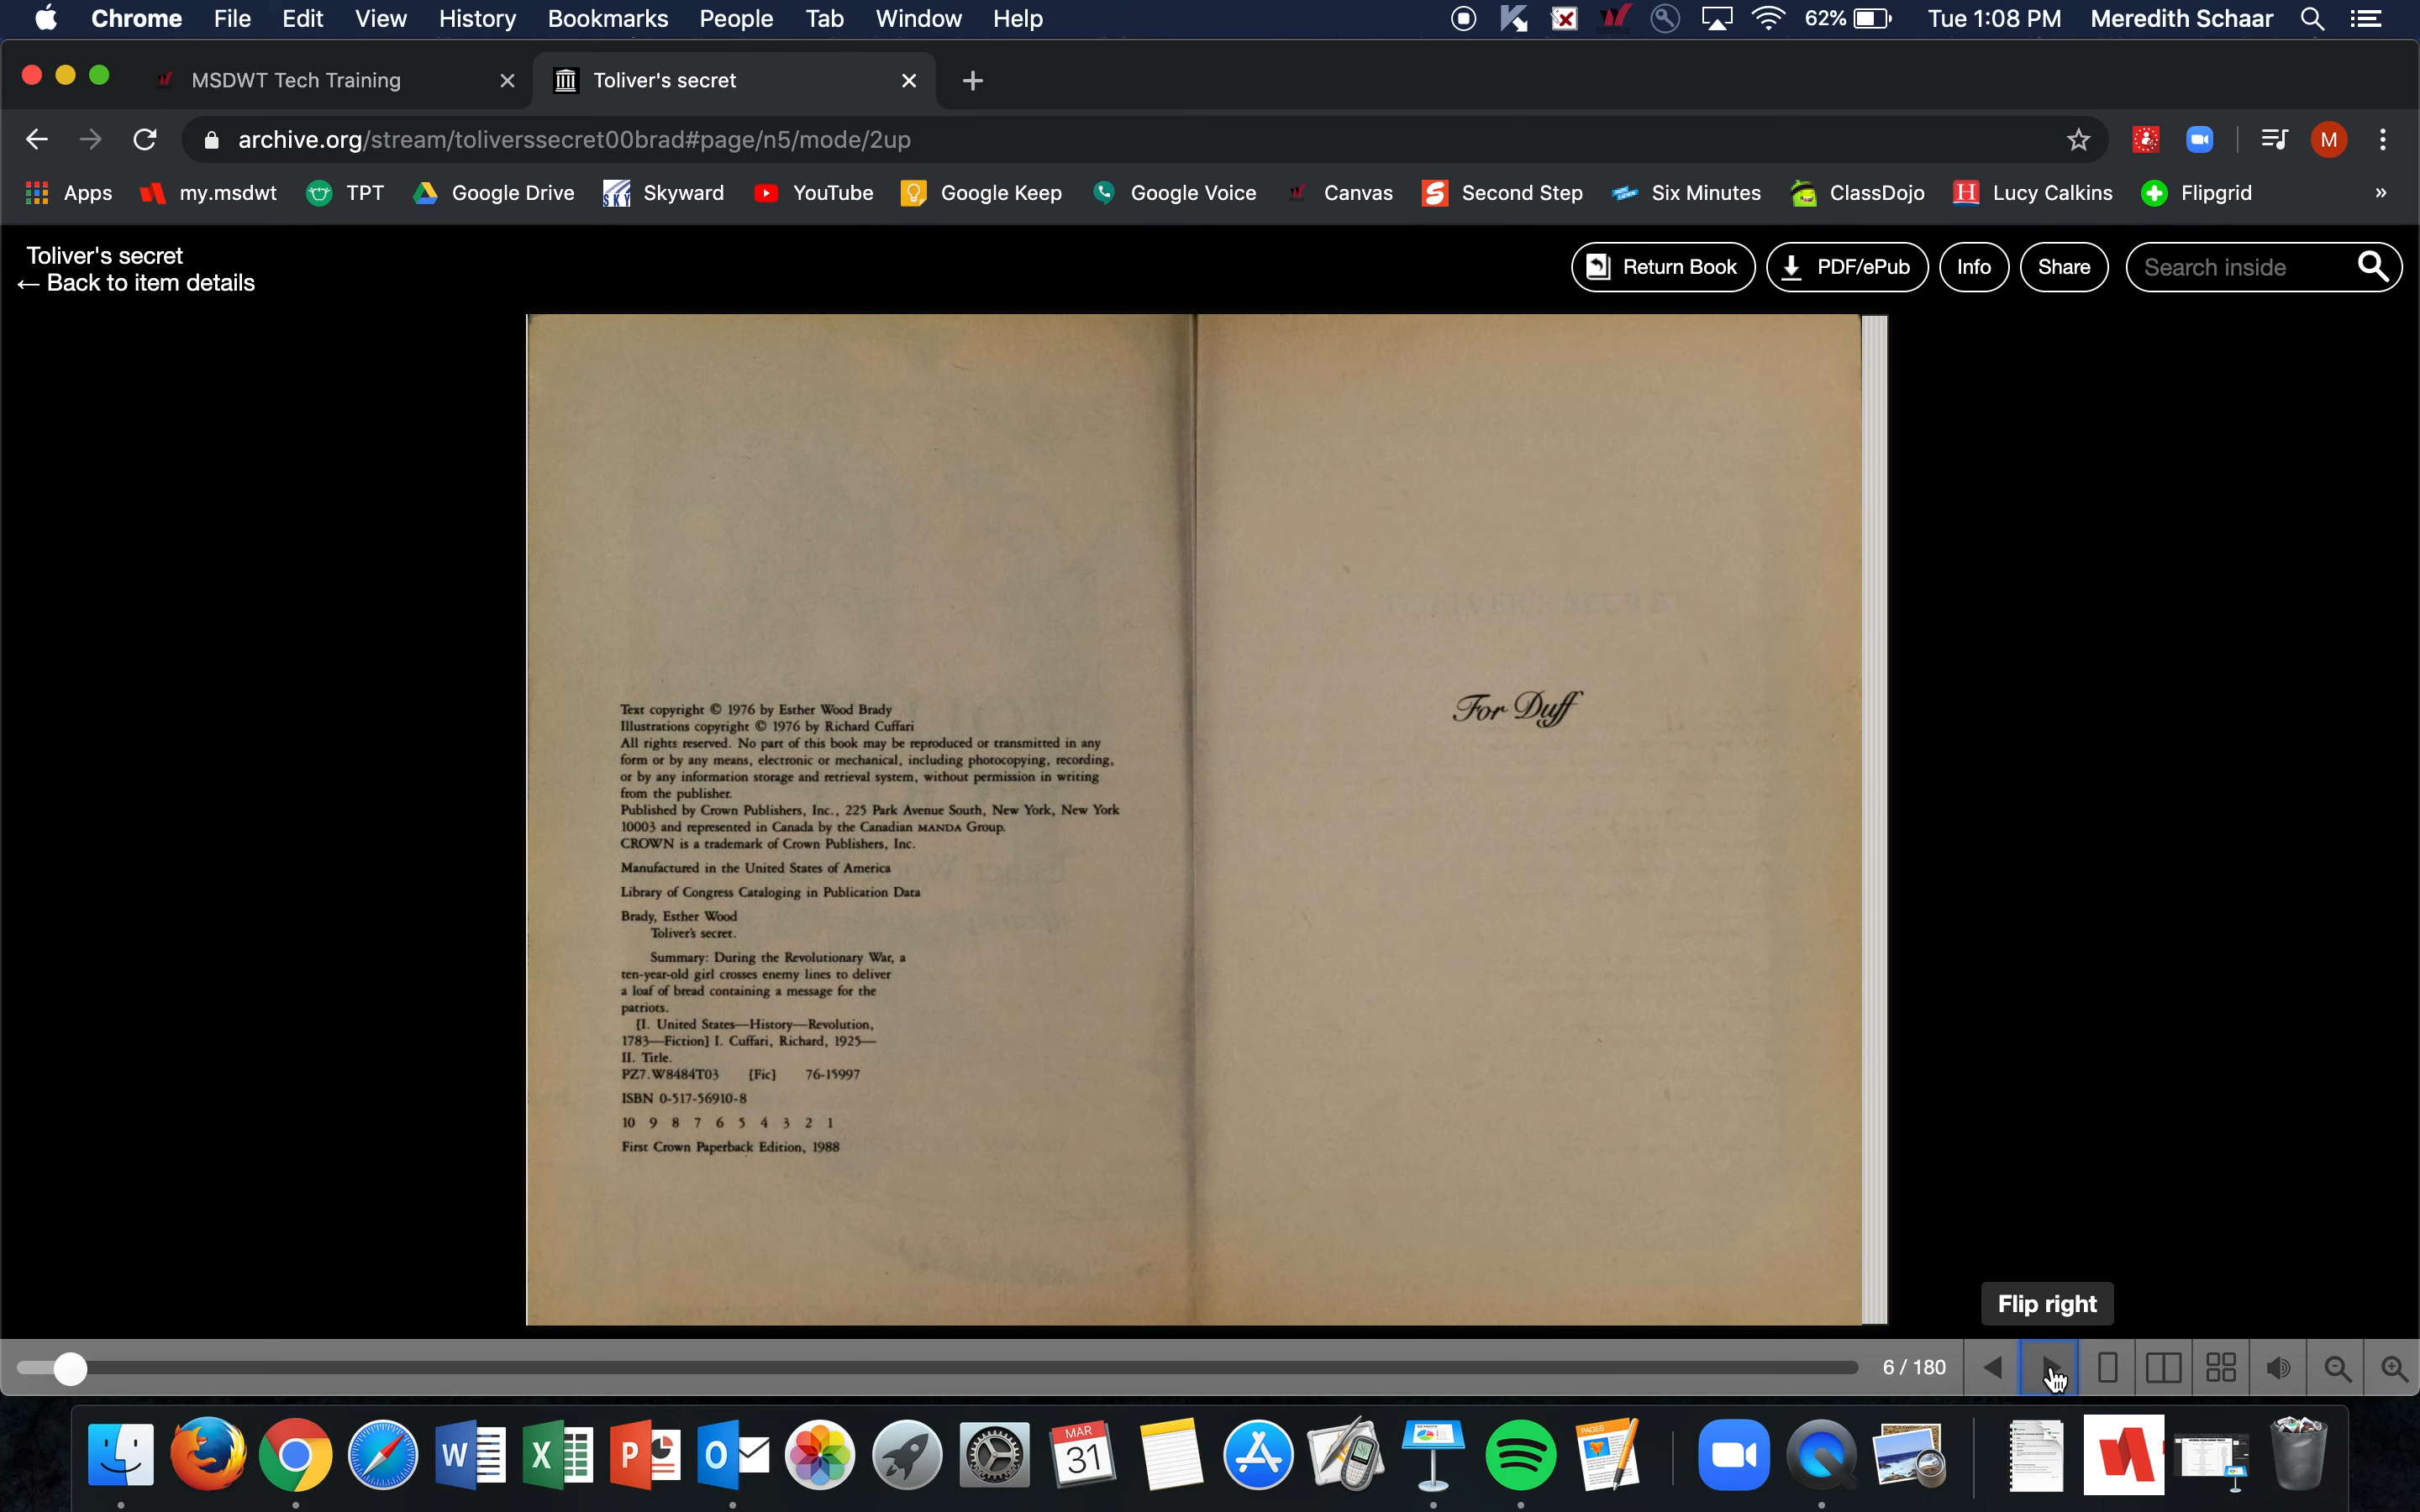 Chrome File Edit View History Bookmarks People Tab Window Help 62% Tue 1:08 PM Meredith Schaar
MSDWT Tech Training Toliver's secret
archive.org/stream/toliverssecret00brad#page/n5/mode/2up M
Apps my.msdwt TPT Google Drive SKY Skyward YouTube Google Keep Google Voice Canvas Second Step Six Minutes ClassDojo H Lucy Calkins Flipgrid »
Toliver's secret
← Back to item details
Return Book PDF/ePub Info Share Search inside
Text copyright © 1976 by Esther Wood Brady
Illustrations copyright © 1976 by Richard Cuffari
All rights reserved. No part of this book may be reproduced or transmitted in any
form or by any means, electronic or mechanical, including photocopying, recording,
or by any information storage and retrieval system, without permission in writing
from the publisher.
Published by Crown Publishers, Inc., 225 Park Avenue South, New York, New York
10003 and represented in Canada by the Canadian MANDA Group.
CROWN is a trademark of Crown Publishers, Inc.
Manufactured in the United States of America
Library of Congress Cataloging in Publication Data
Brady, Esther Wood
Toliver's secret.
Summary: During the Revolutionary War, a
ten-year-old girl crosses enemy lines to deliver
a loaf of bread containing a message for the
patriots.
[I. United States—History—Revolution,
1783—Fiction] I. Cuffari, Richard, 1925—
II. Title.
PZ7.W8484T03 [Fic] 76-15997
ISBN 0-517-56910-8
10 9 8 7 6 5 4 3 2 1
First Crown Paperback Edition, 1988
For Duff
Flip right
6 / 180
W X P O MAR 31 PAGES